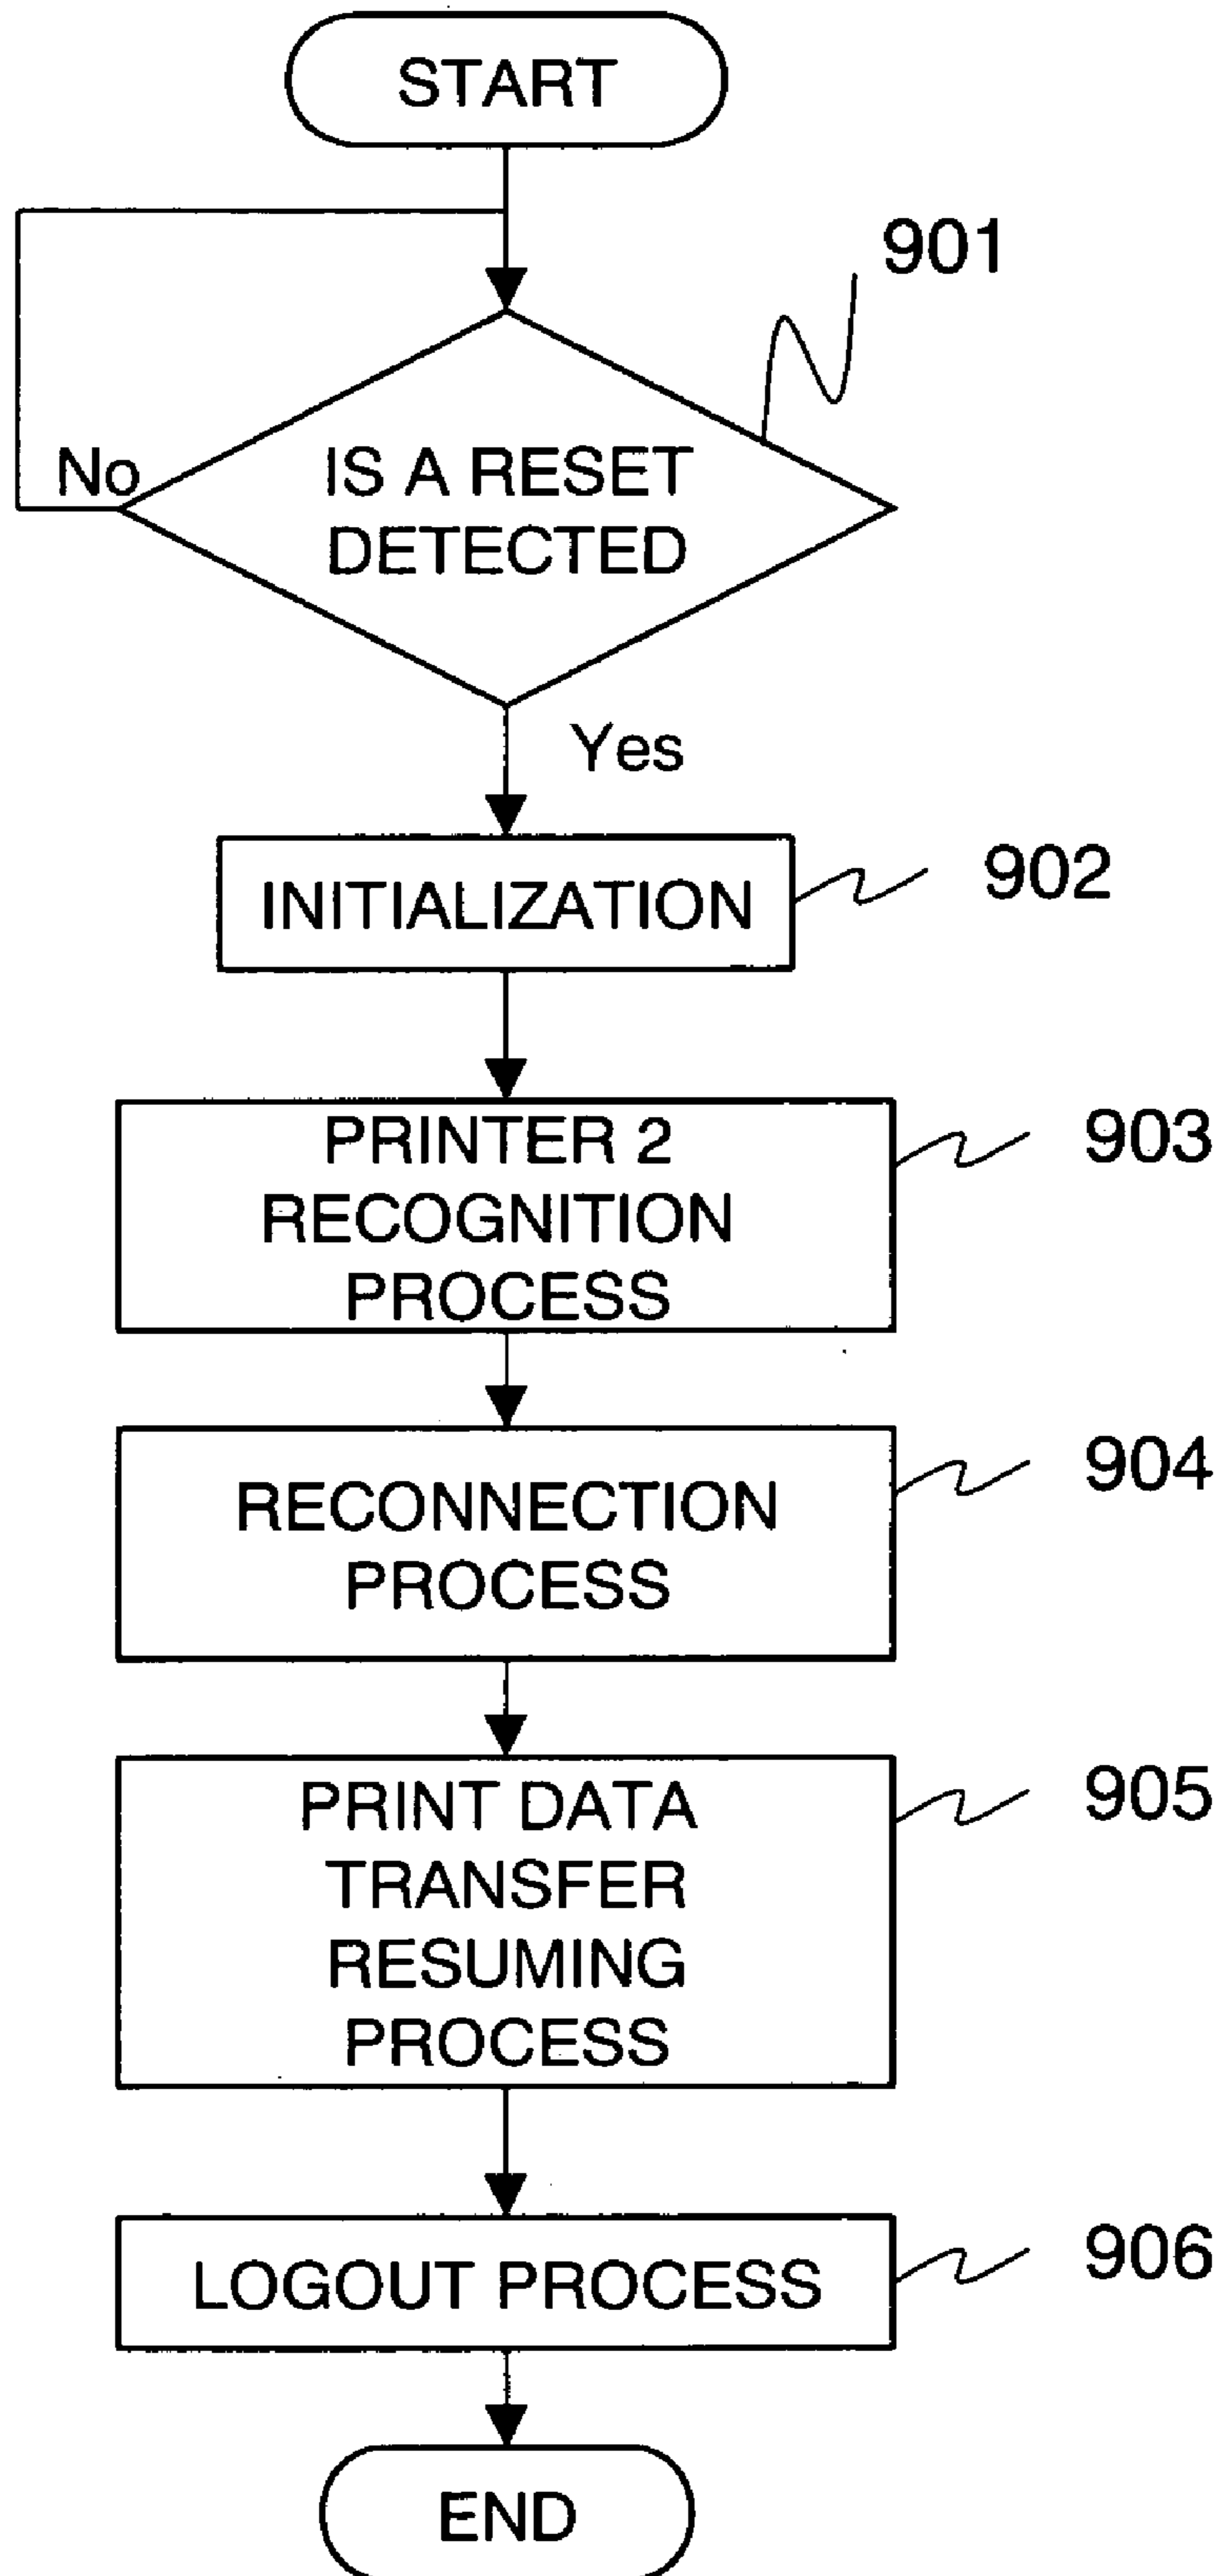 START
901
No
IS A RESET
DETECTED
Yes
INITIALIZATION
902
PRINTER 2
RECOGNITION
PROCESS
903
RECONNECTION
PROCESS
904
PRINT DATA
TRANSFER
RESUMING
PROCESS
905
LOGOUT PROCESS
906
END